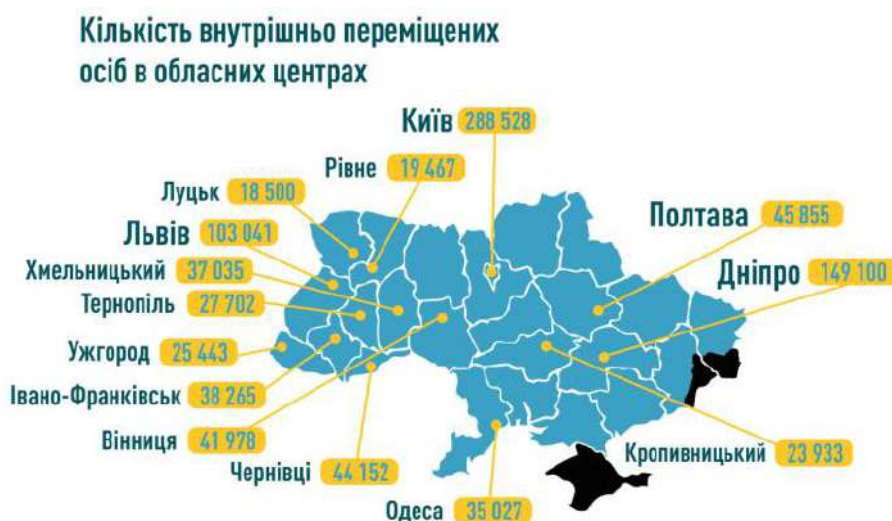 Кількість внутрішньо переміщених
осіб в обласних центрах
Київ 288 528
Рівне 19 467
Луцьк 18 500
Львів 103 041
Хмельницький 37 035
Тернопіль 27 702
Ужгород 25 443
Івано-Франківськ 38 265
Вінниця 41 978
Чернівці 44 152
Одеса 35 027
Полтава 45 855
Дніпро 149 100
Кропивницький 23 933